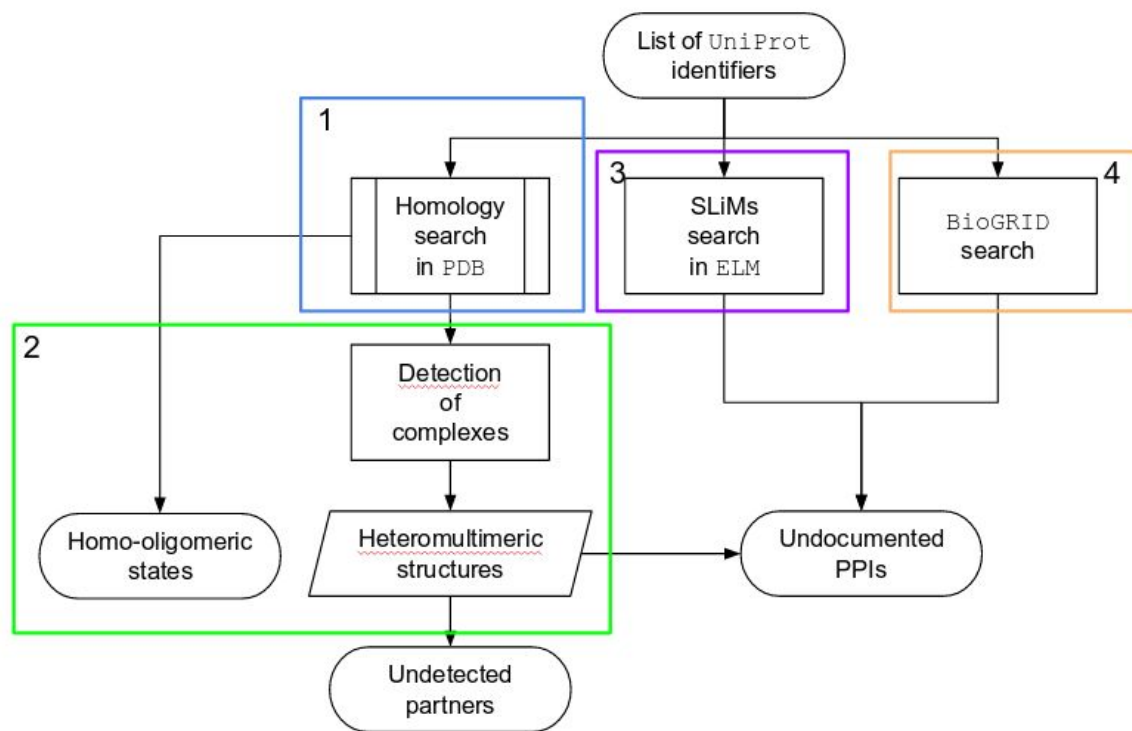 List of UniProt
identifiers
1
Homology
search
in PDB
3
SLiMs
search
in ELM
4
BioGRID
search
2
Detection
of
complexes
Homo-oligomeric
states
Heteromultimeric
structures
Undocumented
PPIs
Undetected
partners